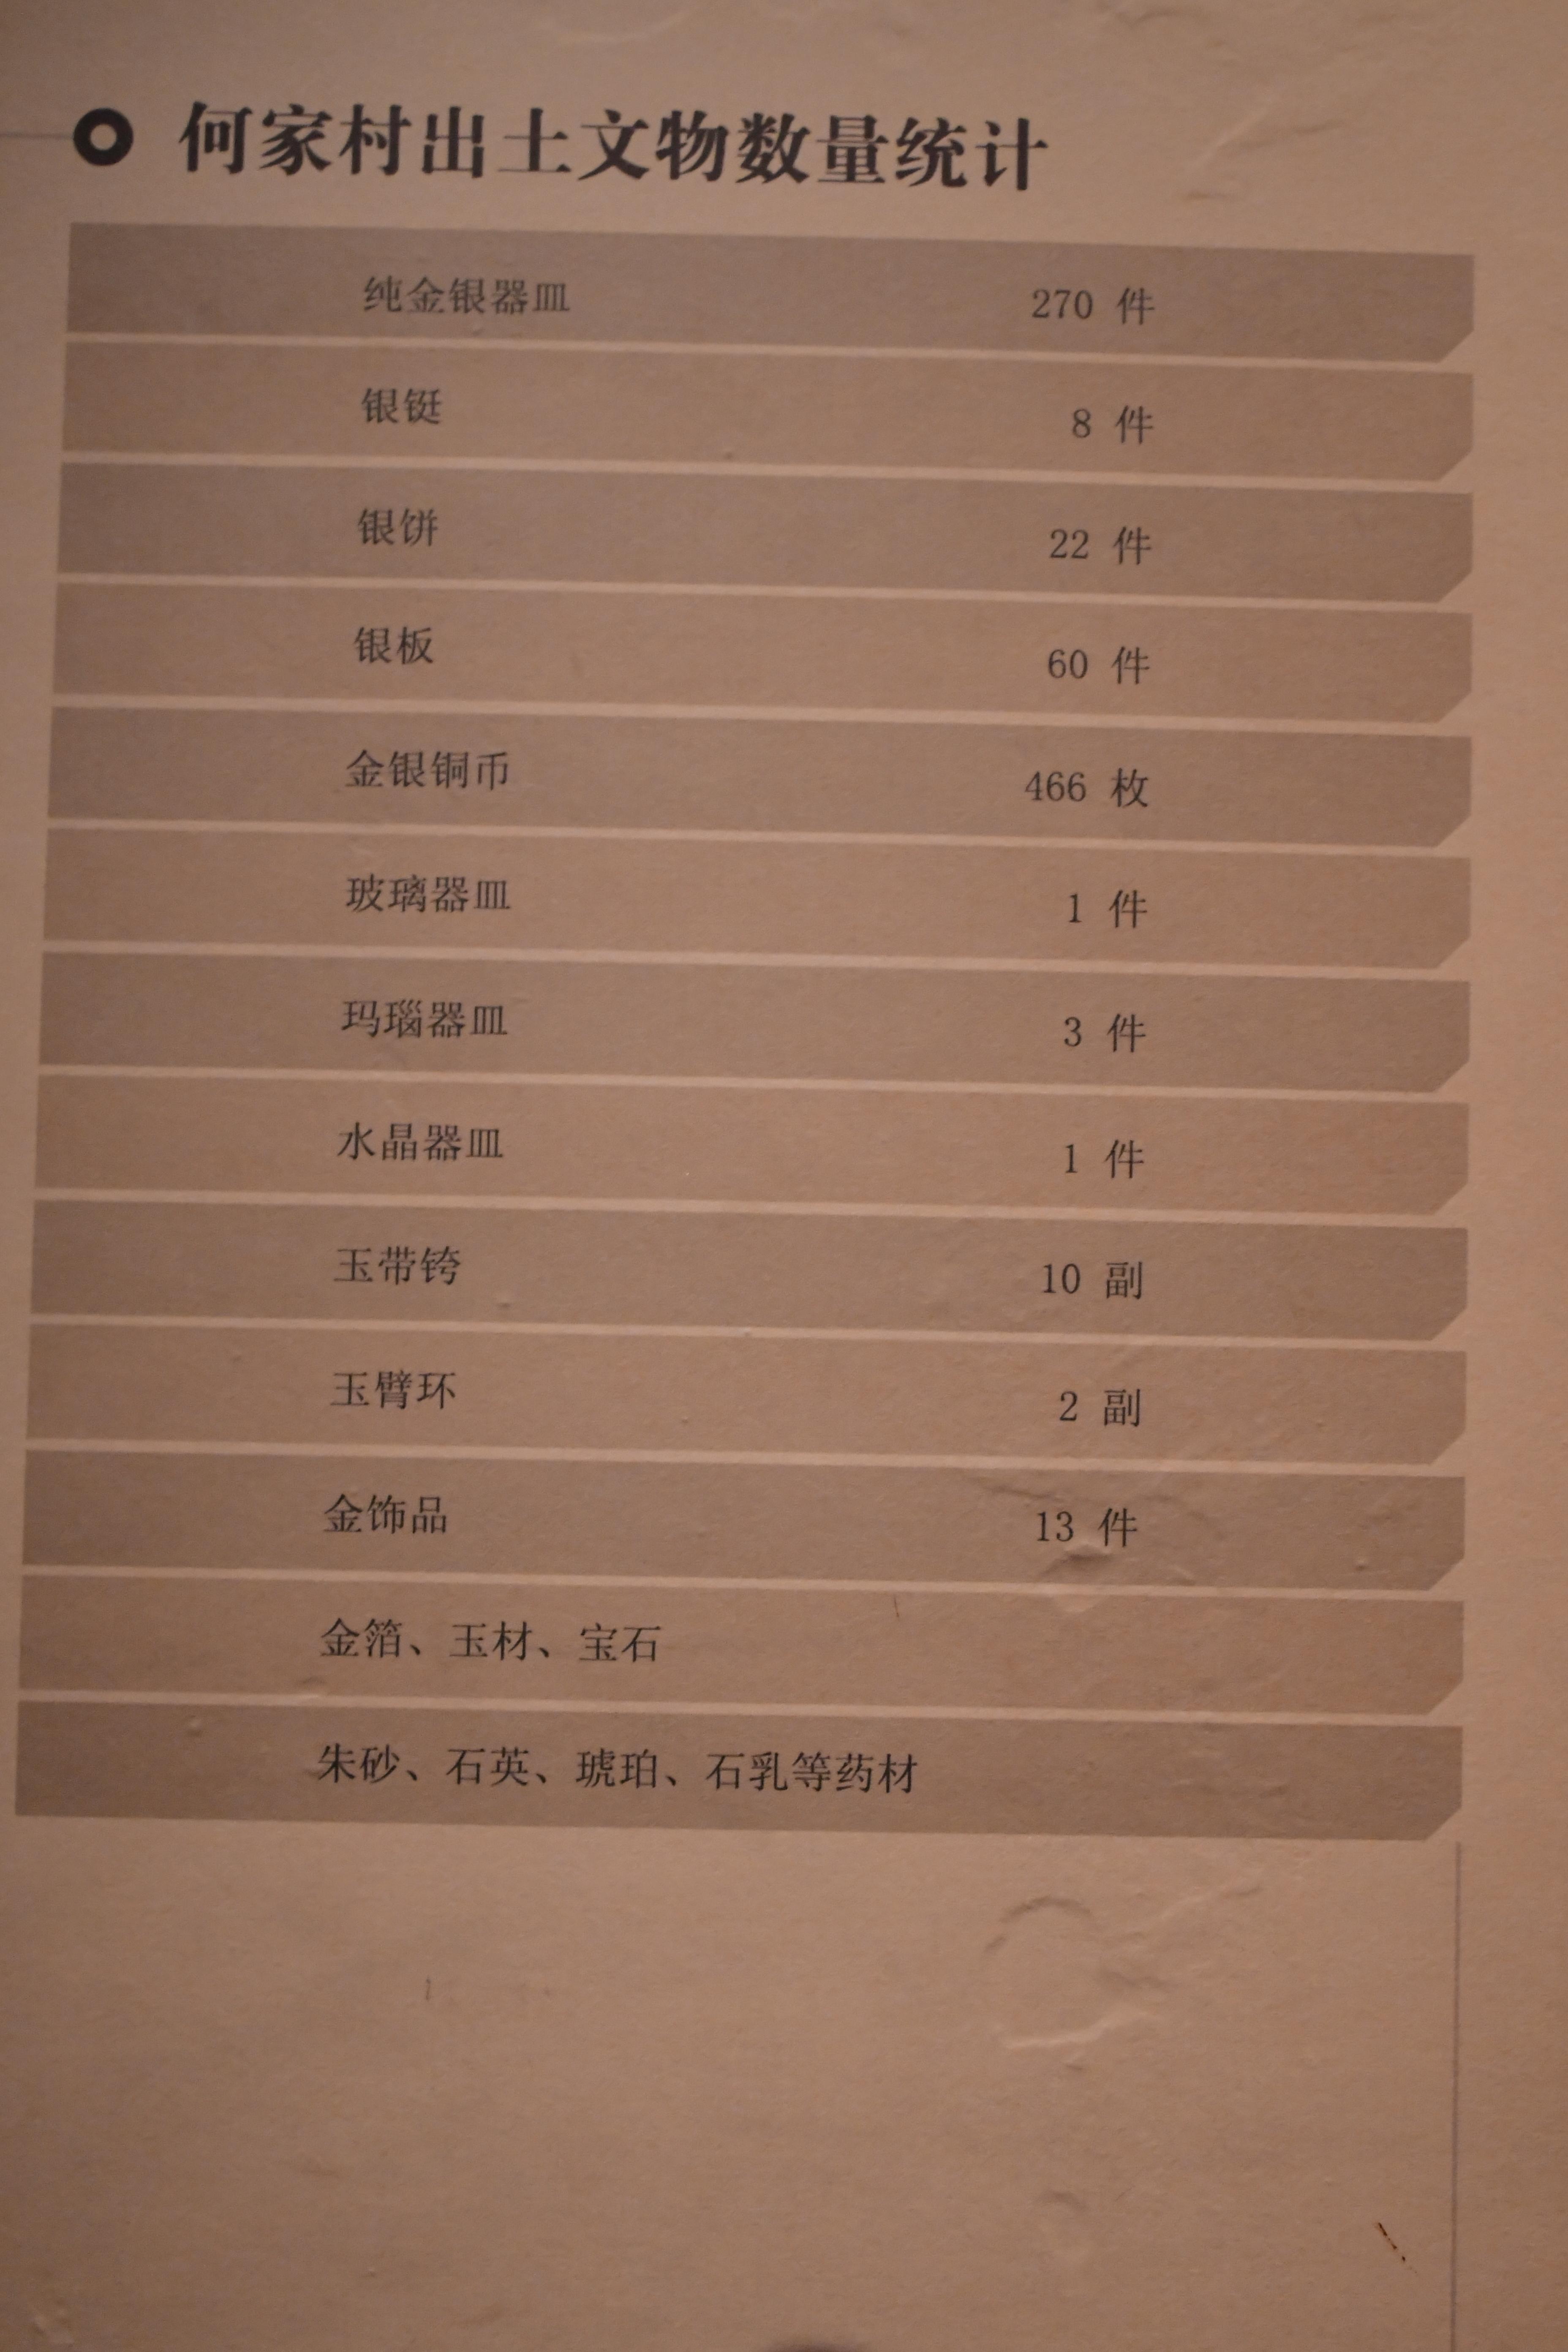 何家村出土文物数量统计
纯金银器皿 270 件
银铤 8 件
银饼 22 件
银板 60 件
金银铜币 466 枚
玻璃器皿 1 件
玛瑙器皿 3 件
水晶器皿 1 件
玉带銙 10 副
玉臂环 2 副
金饰品 13 件
金箔、玉材、宝石
朱砂、石英、琥珀、石乳等药材